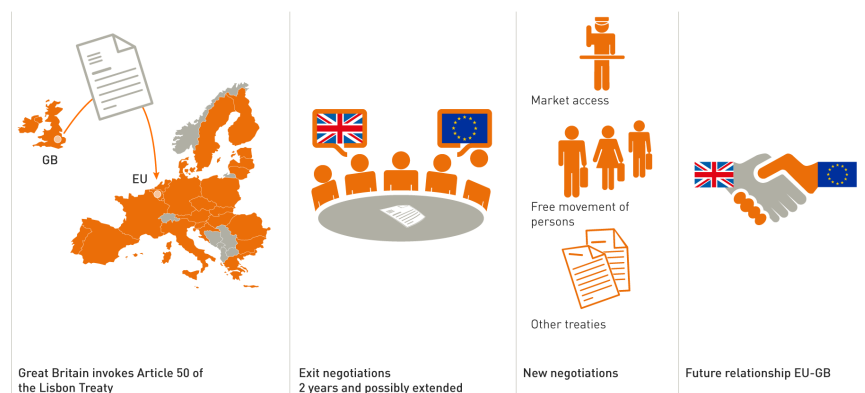 GB
EU
Great Britain invokes Article 50 of
the Lisbon Treaty
Exit negotiations
2 years and possibly extended
Market access
Free movement of
persons
Other treaties
New negotiations
Future relationship EU-GB